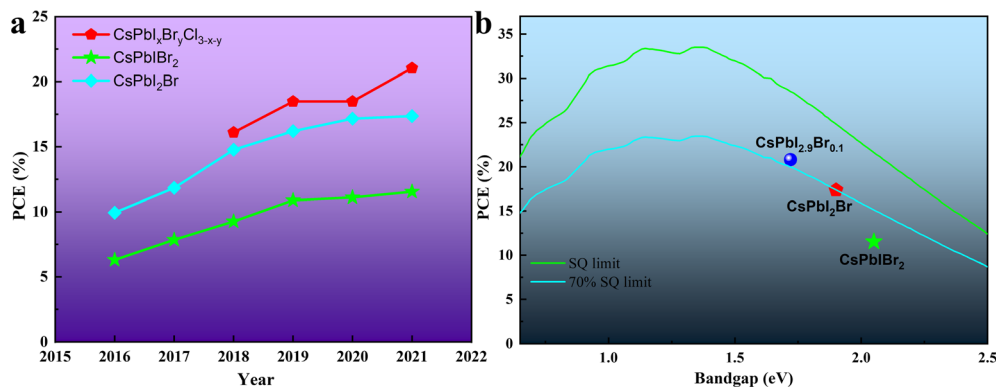 a
25
20
15
10
5
0
PCE (%)
CsPbIₓBrᵧCl₃₋ₓ₋ᵧ
CsPbIBr₂
CsPbI₂Br
2015 2016 2017 2018 2019 2020 2021 2022
Year
b
35
30
25
20
15
10
5
0
PCE (%)
CsPbI₂.₉Br₀.₁
CsPbI₂Br
CsPbIBr₂
SQ limit
70% SQ limit
1.0 1.5 2.0 2.5
Bandgap (eV)